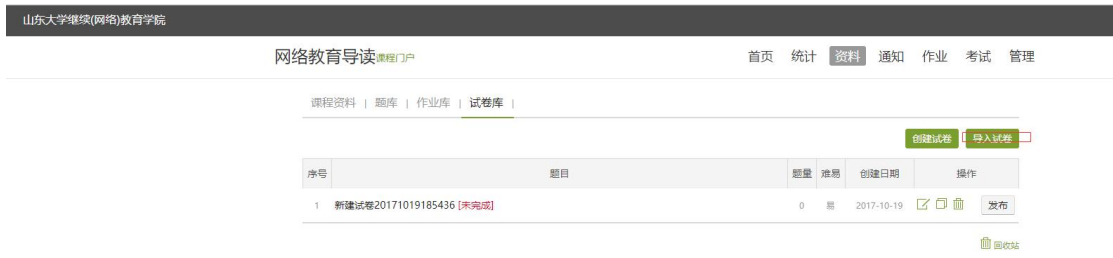 山东大学继续(网络)教育学院
网络教育导读课程门户 首页 统计 资料 通知 作业 考试 管理
课程资料 | 题库 | 作业库 | 试卷库 |
创建试卷 导入试卷
序号 题目 题量 难易 创建日期 操作
1 新建试卷20171019185436 [未完成] 0 易 2017-10-19 发布
回收站